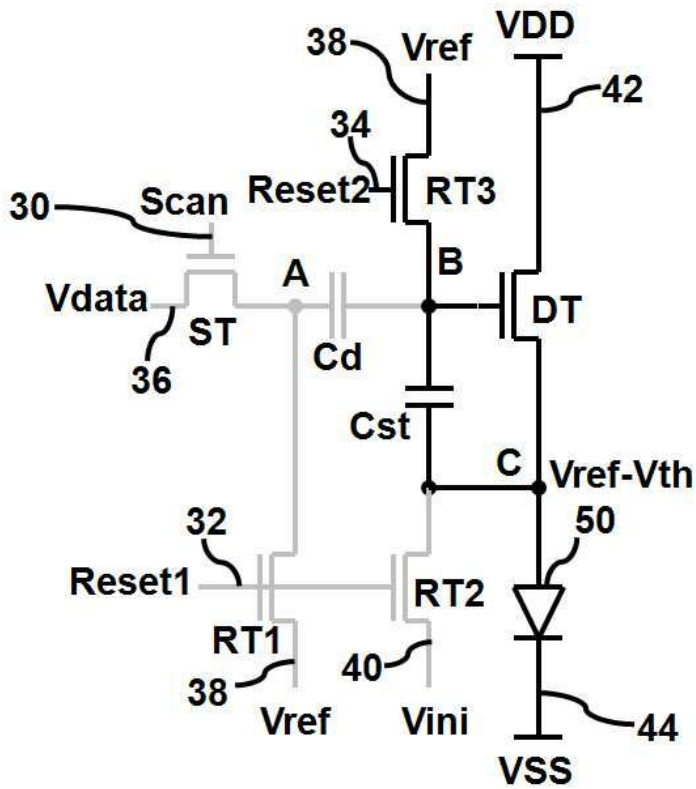 VDD
38 Vref
42
34
Reset2 RT3
30 Scan
A B
Vdata ST DT
36 Cd
Cst
C Vref-Vth
32 50
Reset1 RT2
RT1
38 40
Vref Vini 44
VSS